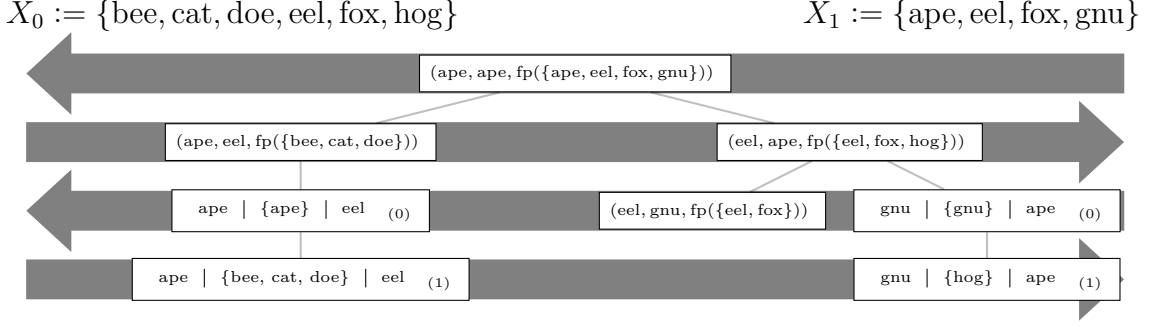 X₀ := {bee, cat, doe, eel, fox, hog} X₁ := {ape, eel, fox, gnu}
(ape, ape, fp({ape, eel, fox, gnu}))
(ape, eel, fp({bee, cat, doe})) (eel, ape, fp({eel, fox, hog}))
ape | {ape} | eel (0) (eel, gnu, fp({eel, fox})) gnu | {gnu} | ape (0)
ape | {bee, cat, doe} | eel (1) gnu | {hog} | ape (1)